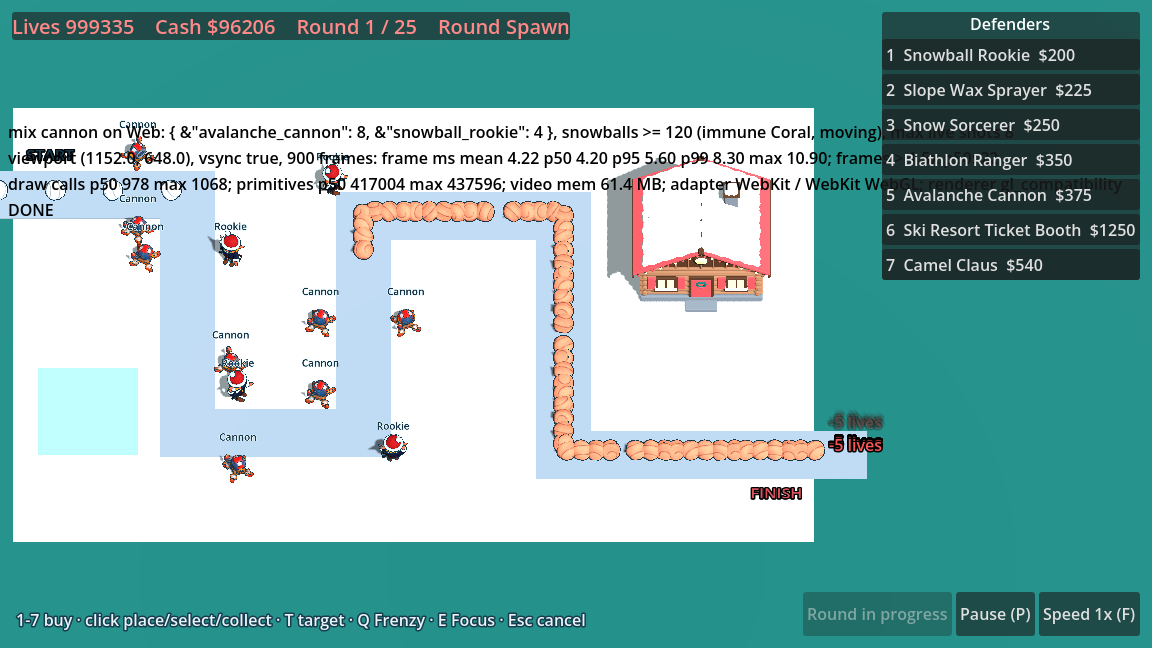 Lives 999335 Cash $96206 Round 1 / 25 Round Spawn
Defenders
1 Snowball Rookie $200
2 Slope Wax Sprayer $225
3 Snow Sorcerer $250
4 Biathlon Ranger $350
5 Avalanche Cannon $375
6 Ski Resort Ticket Booth $1250
7 Camel Claus $540
Cannon
mix cannon on Web: { &"avalanche_cannon": 8, &"snowball_rookie": 4 }, snowballs >= 120 (immune Coral, moving), max live shots 8
START
viewport (1152.0, 648.0), vsync true, 900 frames: frame ms mean 4.22 p50 4.20 p95 5.60 p99 8.30 max 10.90; frame
draw calls p50 978 max 1068; primitives p50 417004 max 437596; video mem 61.4 MB; adapter WebKit / WebKit WebGL; renderer gl_compatibility
Cannon
DONE
Cannon
Rookie
Cannon
Cannon
Cannon
Rookie
Cannon
Rookie
Cannon
-5 lives
-5 lives
FINISH
1-7 buy · click place/select/collect · T target · Q Frenzy · E Focus · Esc cancel
Round in progress
Pause (P)
Speed 1x (F)